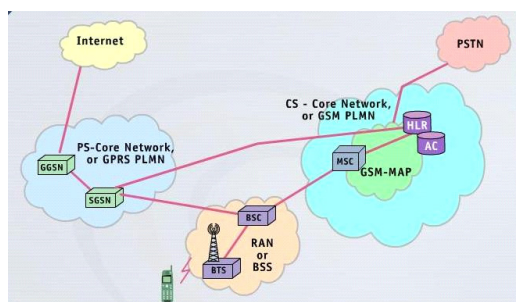 Internet
PSTN
CS - Core Network,
or GSM PLMN
HLR
AC
PS-Core Network,
or GPRS PLMN
GGSN
MSC
GSM-MAP
SGSN
BSC
RAN
or
BSS
BTS